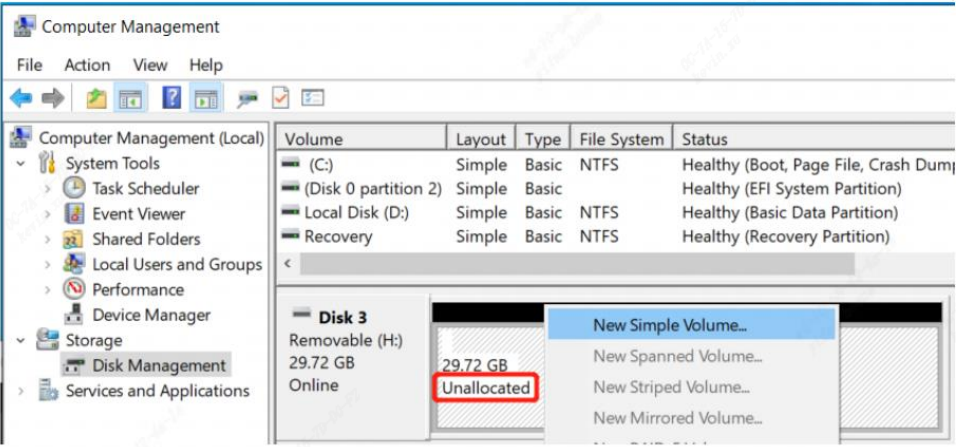 Computer Management
File Action View Help
Computer Management (Local)
System Tools
Task Scheduler
Event Viewer
Shared Folders
Local Users and Groups
Performance
Device Manager
Storage
Disk Management
Services and Applications
Volume Layout Type File System Status
(C:) Simple Basic NTFS Healthy (Boot, Page File, Crash Dump
(Disk 0 partition 2) Simple Basic Healthy (EFI System Partition)
Local Disk (D:) Simple Basic NTFS Healthy (Basic Data Partition)
Recovery Simple Basic NTFS Healthy (Recovery Partition)
Disk 3
Removable (H:)
29.72 GB
Online
29.72 GB
Unallocated
New Simple Volume...
New Spanned Volume...
New Striped Volume...
New Mirrored Volume...